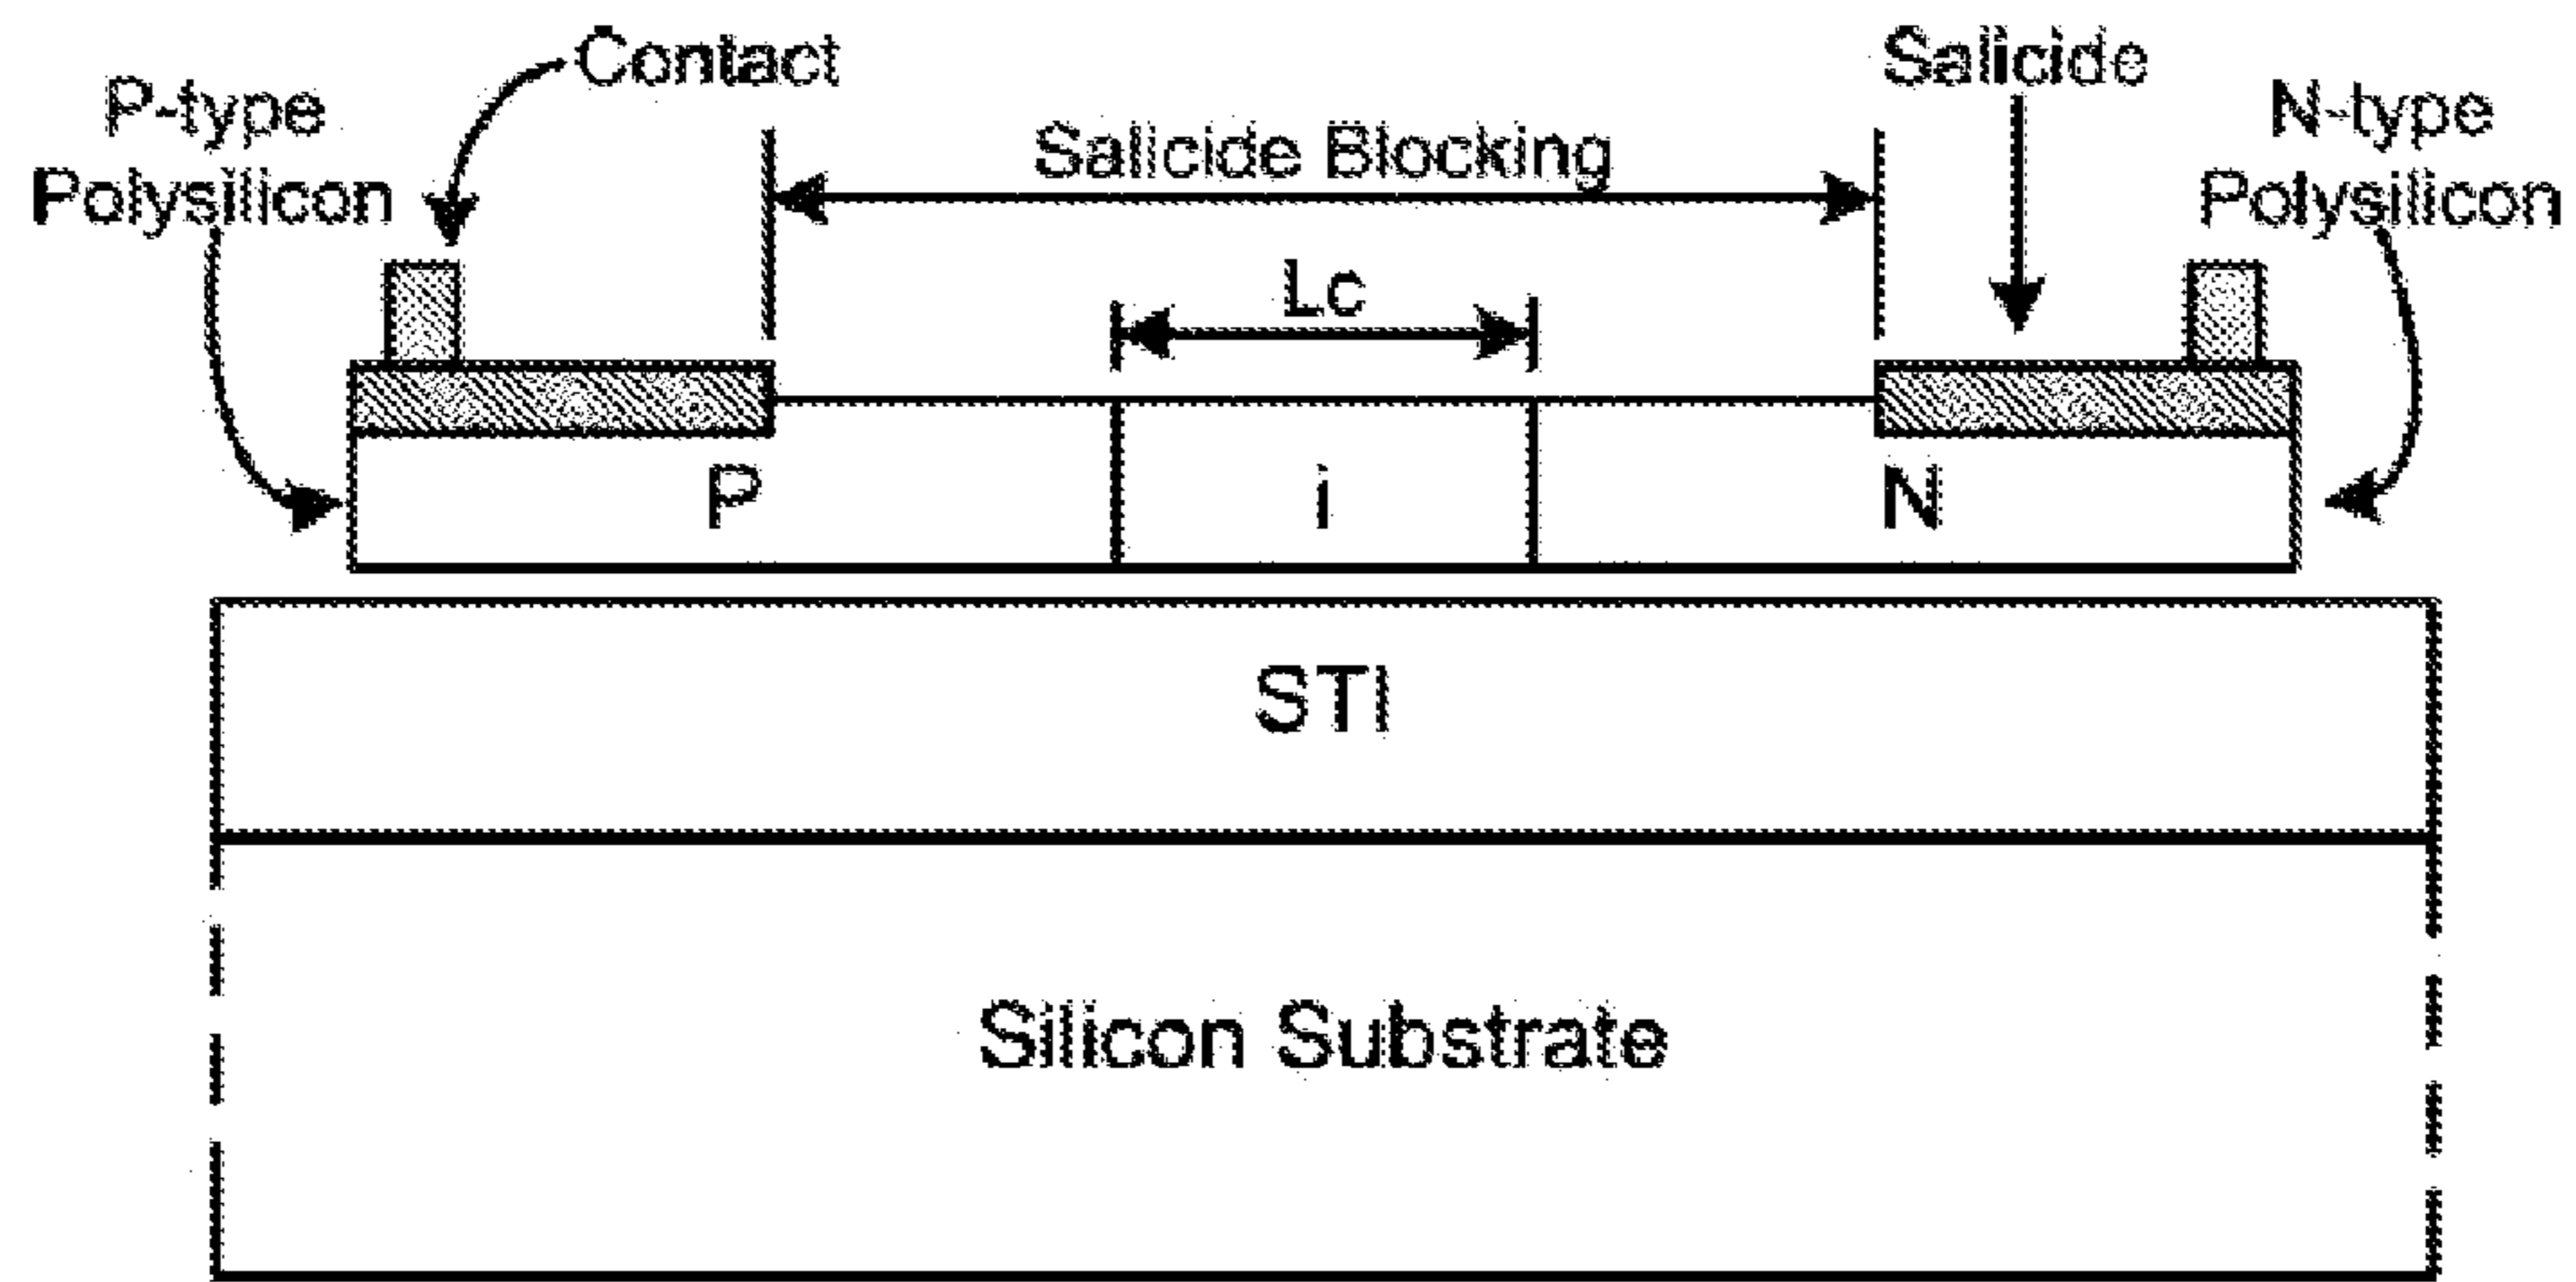 Contact
Salicide
P-type
Polysilicon
Salicide Blocking
N-type
Polysilicon
Lc
P
i
N
STI
Silicon Substrate